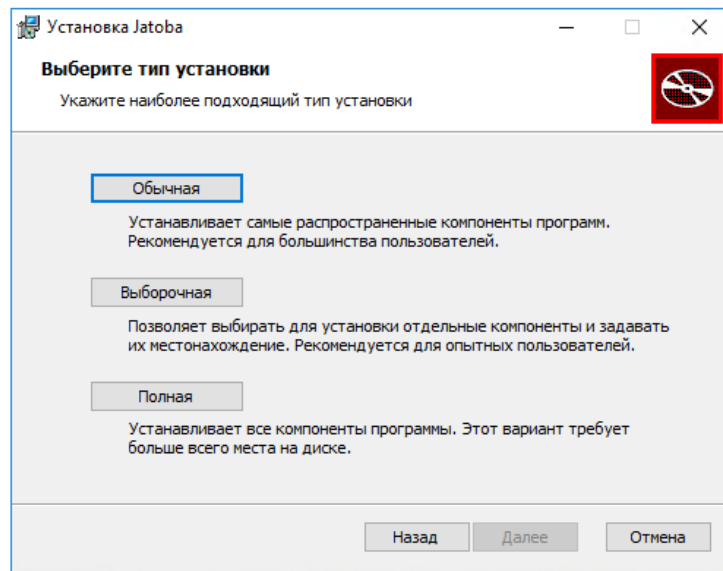 Установка Jatoba
Выберите тип установки
Укажите наиболее подходящий тип установки
Обычная
Устанавливает самые распространенные компоненты программ.
Рекомендуется для большинства пользователей.
Выборочная
Позволяет выбирать для установки отдельные компоненты и задавать
их местонахождение. Рекомендуется для опытных пользователей.
Полная
Устанавливает все компоненты программы. Этот вариант требует
больше всего места на диске.
Назад
Далее
Отмена